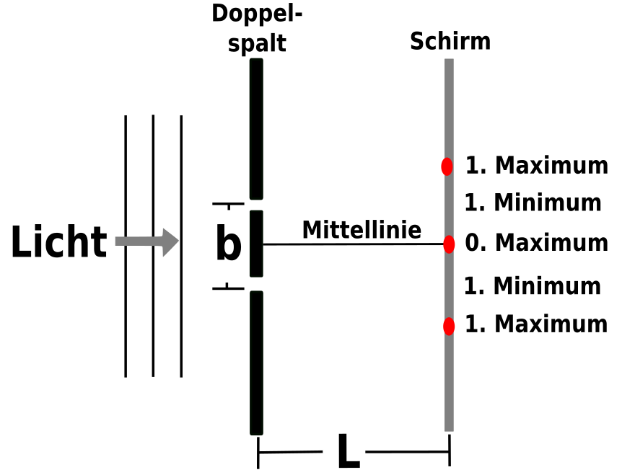 Doppel-
spalt
Schirm
1. Maximum
1. Minimum
Licht
b
Mittellinie
0. Maximum
1. Minimum
1. Maximum
L